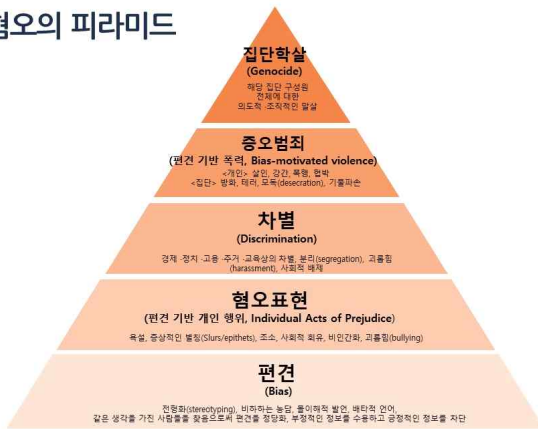 혐오의 피라미드
집단학살
(Genocide)
해당 집단 구성원
전체에 대한
의도적·조직적인 말살
증오범죄
(편견 기반 폭력, Bias-motivated violence)
<개인> 살인, 강간, 폭행, 협박
<집단> 방화, 테러, 모독(desecration), 기물파손
차별
(Discrimination)
경제·정치·고용·주거·교육상의 차별, 분리(segregation), 괴롭힘
(harassment), 사회적 배제
혐오표현
(편견 기반 개인 행위, Individual Acts of Prejudice)
욕설, 중상적인 별칭(Slurs/epithets), 조소, 사회적 회유, 비인간화, 괴롭힘(bullying)
편견
(Bias)
전형화(stereotyping), 비하하는 농담, 몰이해적 발언, 배타적 언어,
같은 생각을 가진 사람들을 찾음으로써 편견을 정당화, 부정적인 정보를 수용하고 긍정적인 정보를 차단